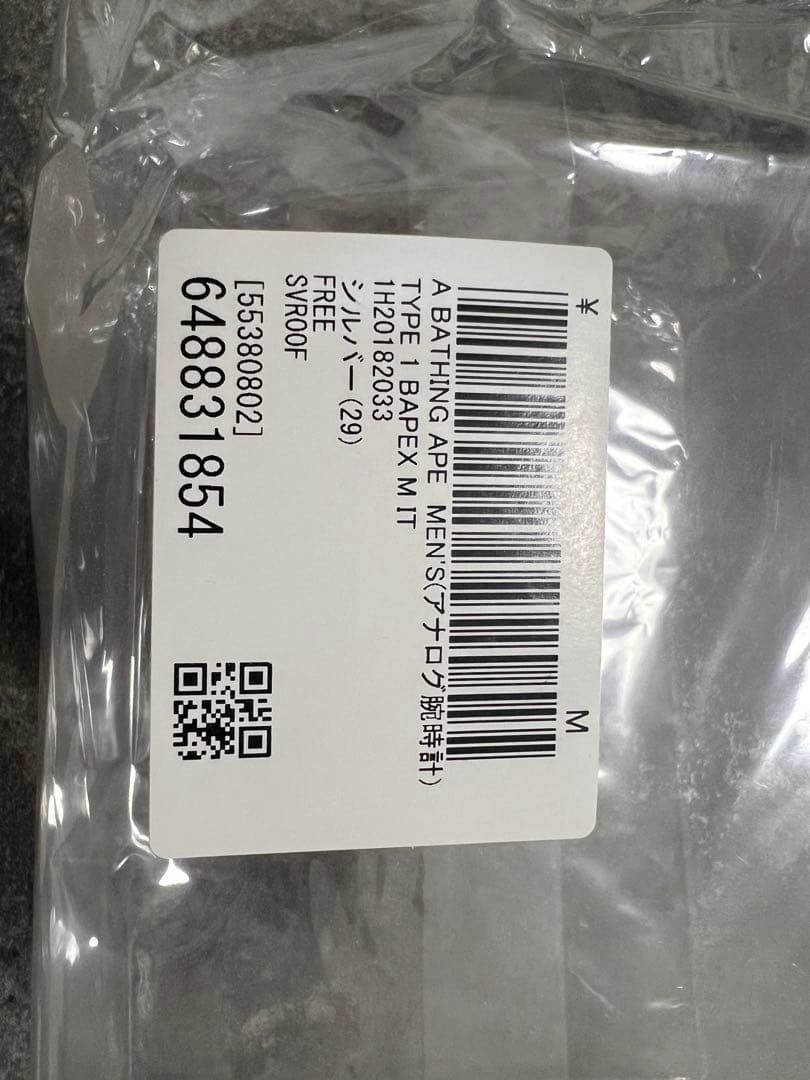 ¥ M
A BATHING APE MEN'S(アナログ腕時計)
TYPE 1 BAPEX M IT
1H20182033
シルバー(29)
FREE
SVR00F
[55380802]
648831854